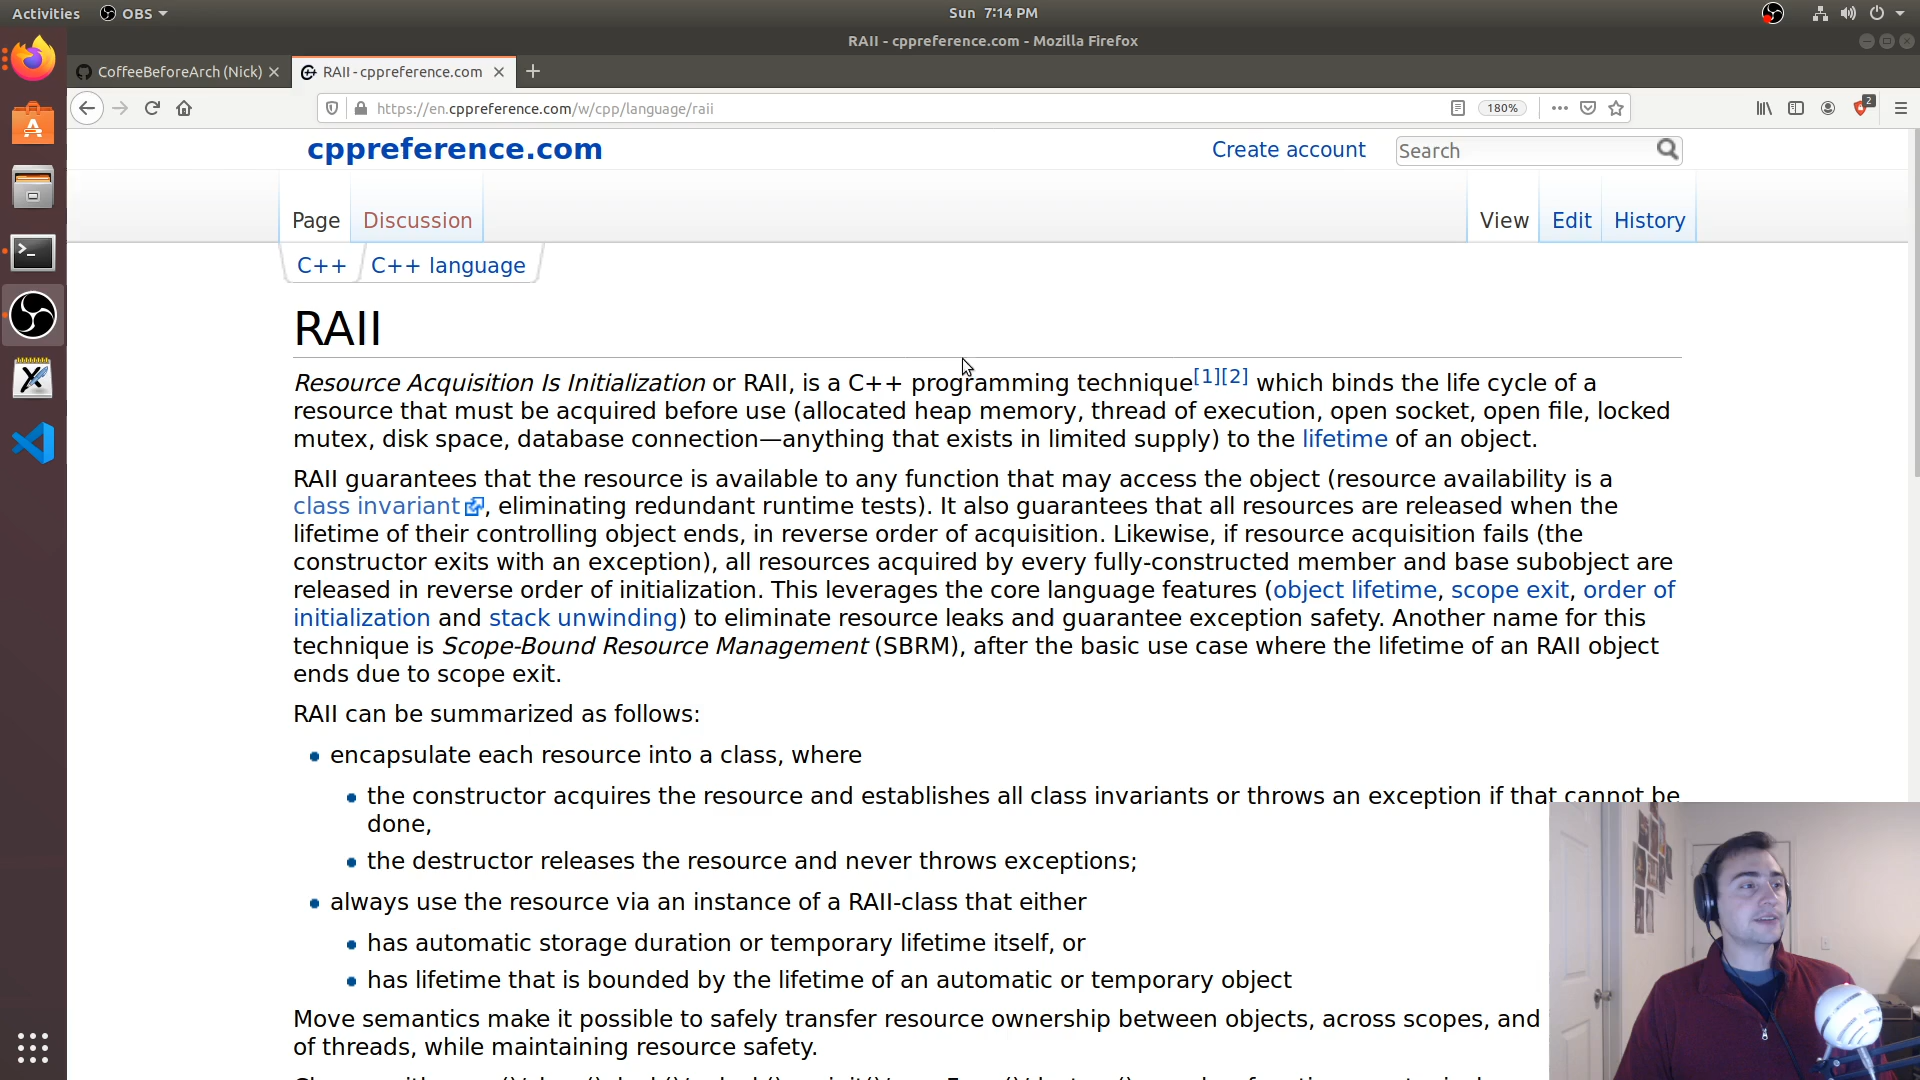 Activities
OBS
Sun 7:14 PM
RAII - cppreference.com - Mozilla Firefox
CoffeeBeforeArch (Nick)
RAII - cppreference.com
https://en.cppreference.com/w/cpp/language/raii
180%
2
cppreference.com
Create account
Search
Page
Discussion
View
Edit
History
C++
C++ language
RAII
Resource Acquisition Is Initialization or RAII, is a C++ programming technique[1][2] which binds the life cycle of a
resource that must be acquired before use (allocated heap memory, thread of execution, open socket, open file, locked
mutex, disk space, database connection—anything that exists in limited supply) to the lifetime of an object.
RAII guarantees that the resource is available to any function that may access the object (resource availability is a
class invariant, eliminating redundant runtime tests). It also guarantees that all resources are released when the
lifetime of their controlling object ends, in reverse order of acquisition. Likewise, if resource acquisition fails (the
constructor exits with an exception), all resources acquired by every fully-constructed member and base subobject are
released in reverse order of initialization. This leverages the core language features (object lifetime, scope exit, order of
initialization and stack unwinding) to eliminate resource leaks and guarantee exception safety. Another name for this
technique is Scope-Bound Resource Management (SBRM), after the basic use case where the lifetime of an RAII object
ends due to scope exit.
RAII can be summarized as follows:
encapsulate each resource into a class, where
the constructor acquires the resource and establishes all class invariants or throws an exception if that cannot be
done,
the destructor releases the resource and never throws exceptions;
always use the resource via an instance of a RAII-class that either
has automatic storage duration or temporary lifetime itself, or
has lifetime that is bounded by the lifetime of an automatic or temporary object
Move semantics make it possible to safely transfer resource ownership between objects, across scopes, and
of threads, while maintaining resource safety.